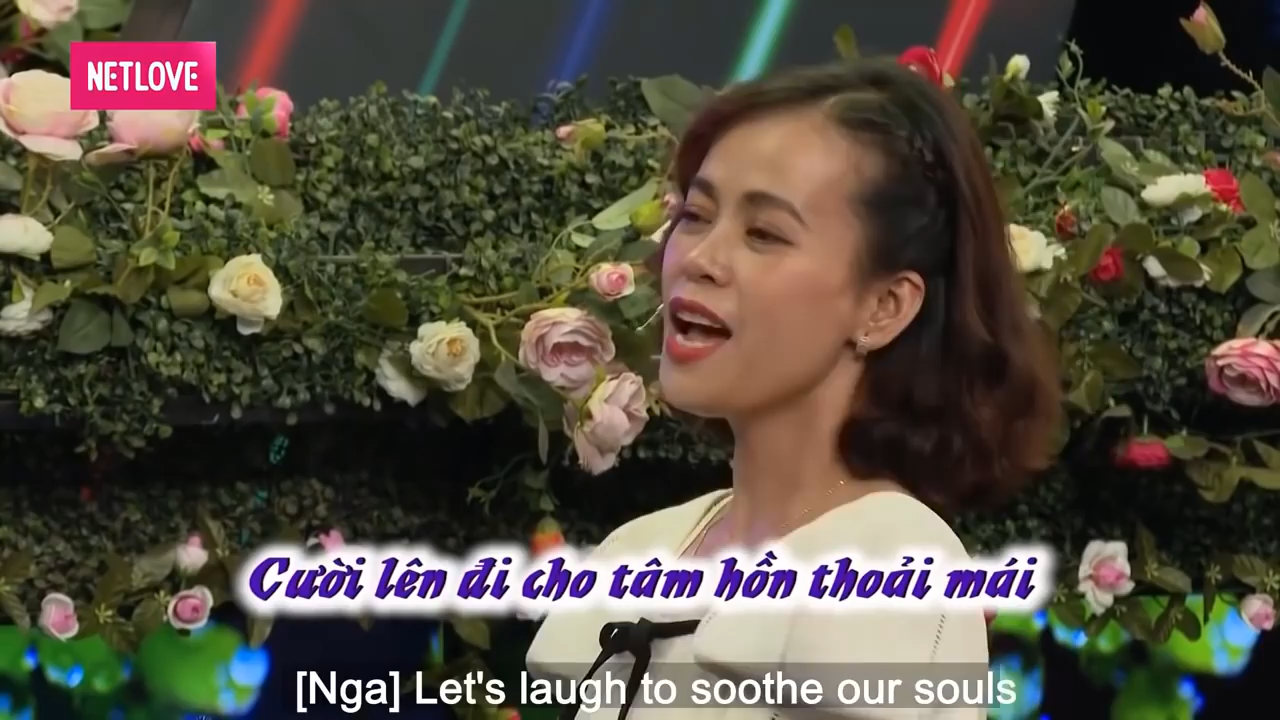 NETLOVE
Cười lên đi cho tâm hồn thoải mái
[Nga] Let's laugh to soothe our souls